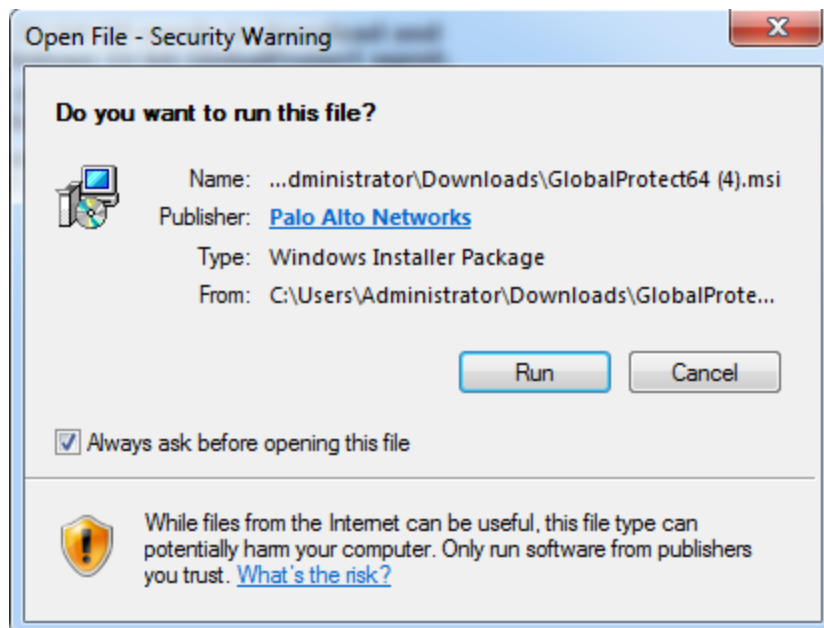 Open File - Security Warning
Do you want to run this file?
Name: ...dministrator\Downloads\GlobalProtect64 (4).msi
Publisher: Palo Alto Networks
Type: Windows Installer Package
From: C:\Users\Administrator\Downloads\GlobalProte...
Run Cancel
Always ask before opening this file
While files from the Internet can be useful, this file type can
potentially harm your computer. Only run software from publishers
you trust. What's the risk?